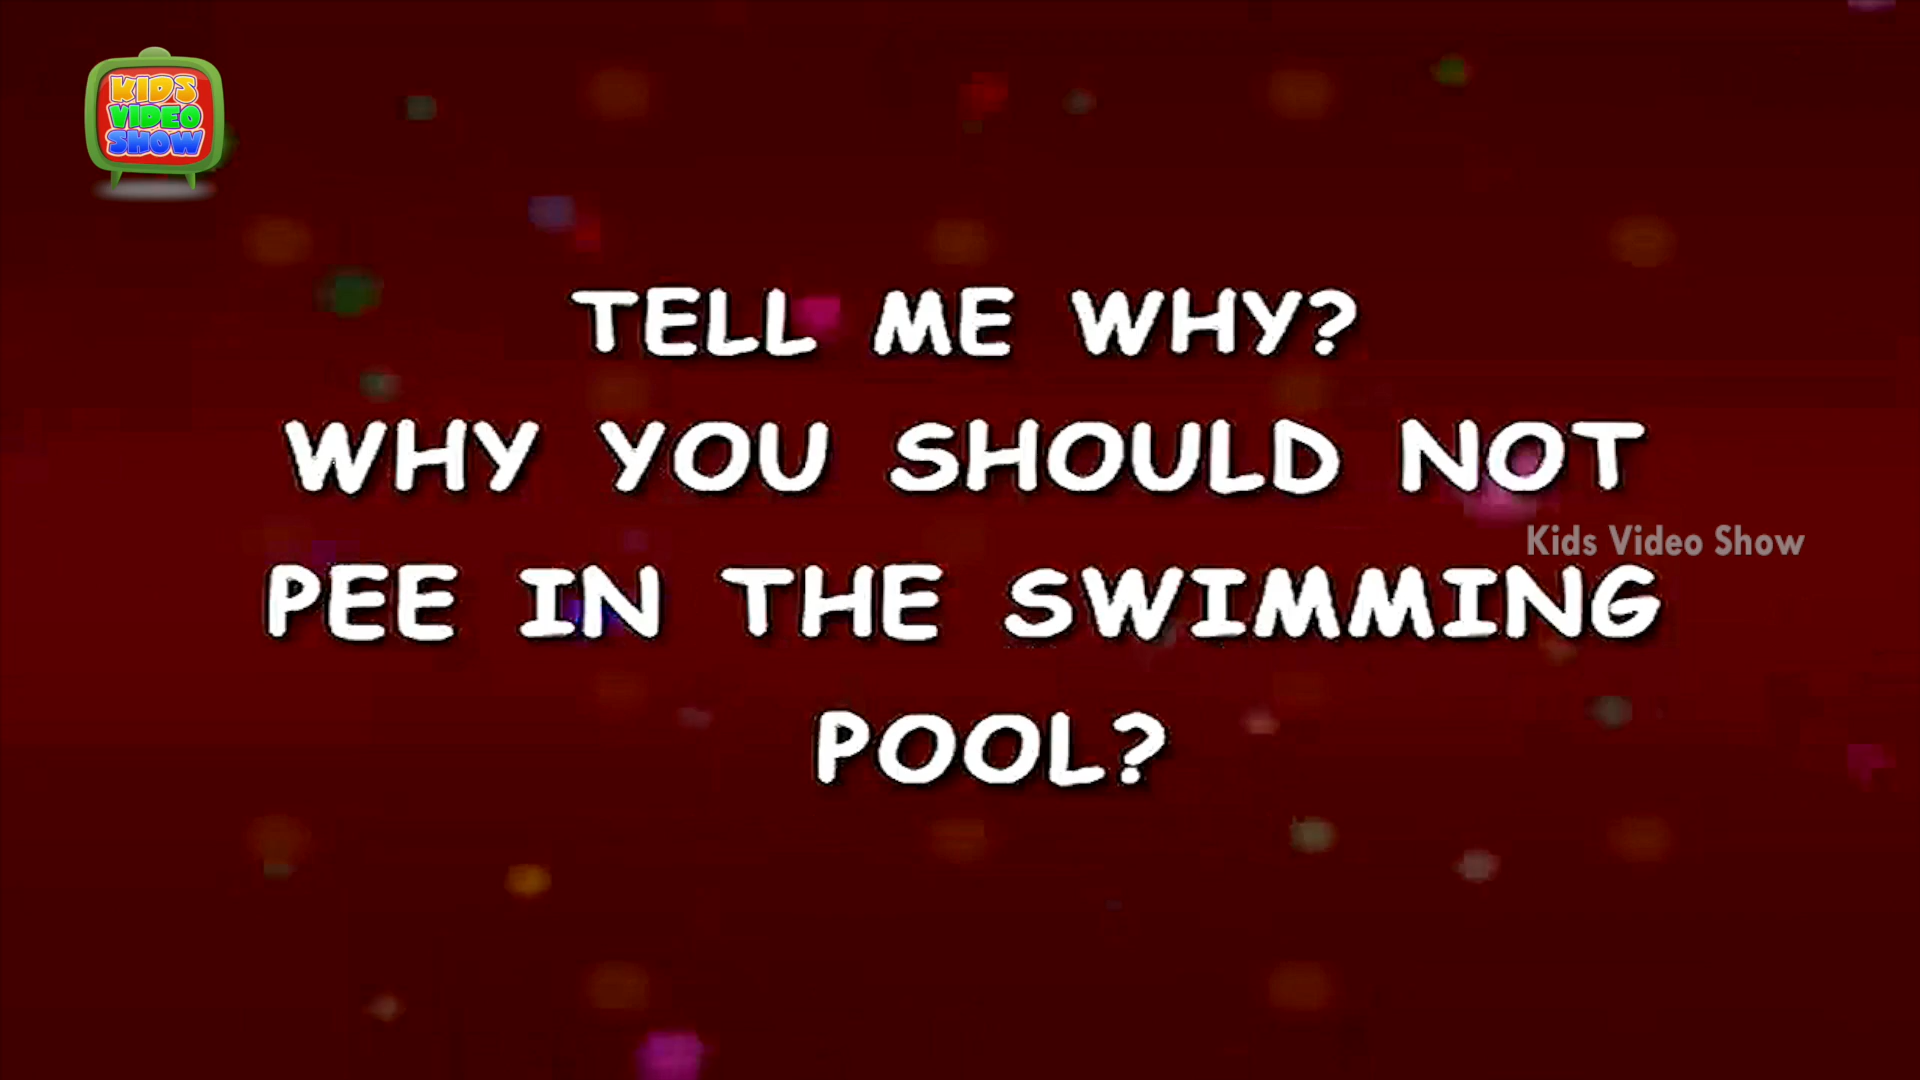 KIDS
VIDEO
SHOW
TELL ME WHY?
WHY YOU SHOULD NOT
Kids Video Show
PEE IN THE SWIMMING
POOL?